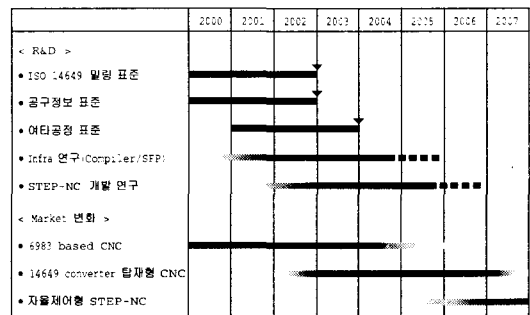 2000 2001 2002 2003 2004 2005 2006 2007
< R&D >
• ISO 14649 밀링 표준
• 공구정보 표준
• 여타공정 표준
• Infra 연구(Compiler/SFP)
• STEP-NC 개발 연구
< Market 변화 >
• 6983 based CNC
• 14649 converter 탑재형 CNC
• 자율제어형 STEP-NC